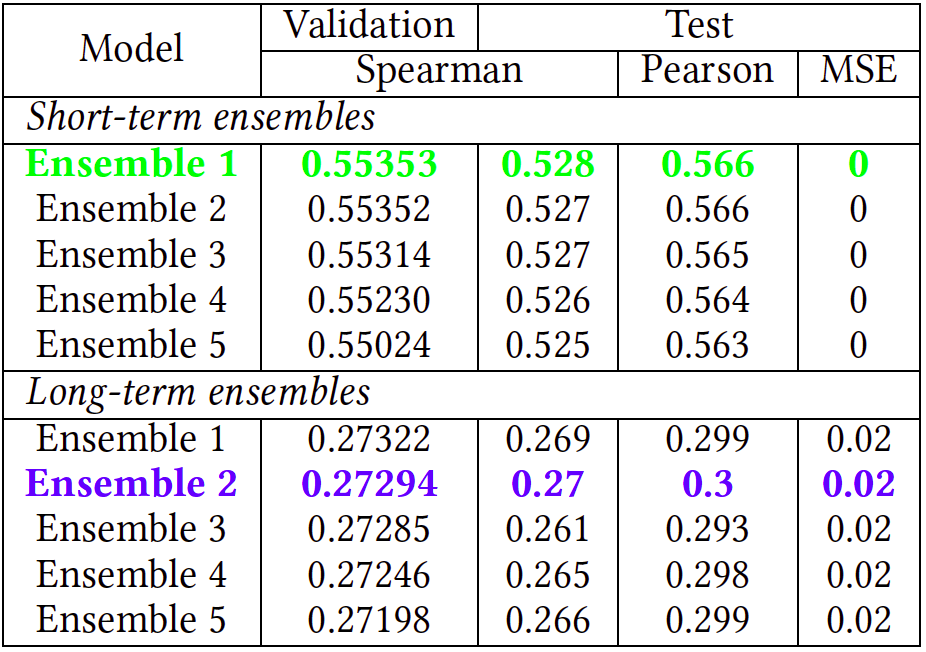 Model Validation Test
Spearman Pearson MSE
Short-term ensembles
Ensemble 1 0.55353 0.528 0.566 0
Ensemble 2 0.55352 0.527 0.566 0
Ensemble 3 0.55314 0.527 0.565 0
Ensemble 4 0.55230 0.526 0.564 0
Ensemble 5 0.55024 0.525 0.563 0
Long-term ensembles
Ensemble 1 0.27322 0.269 0.299 0.02
Ensemble 2 0.27294 0.27 0.3 0.02
Ensemble 3 0.27285 0.261 0.293 0.02
Ensemble 4 0.27246 0.265 0.298 0.02
Ensemble 5 0.27198 0.266 0.299 0.02